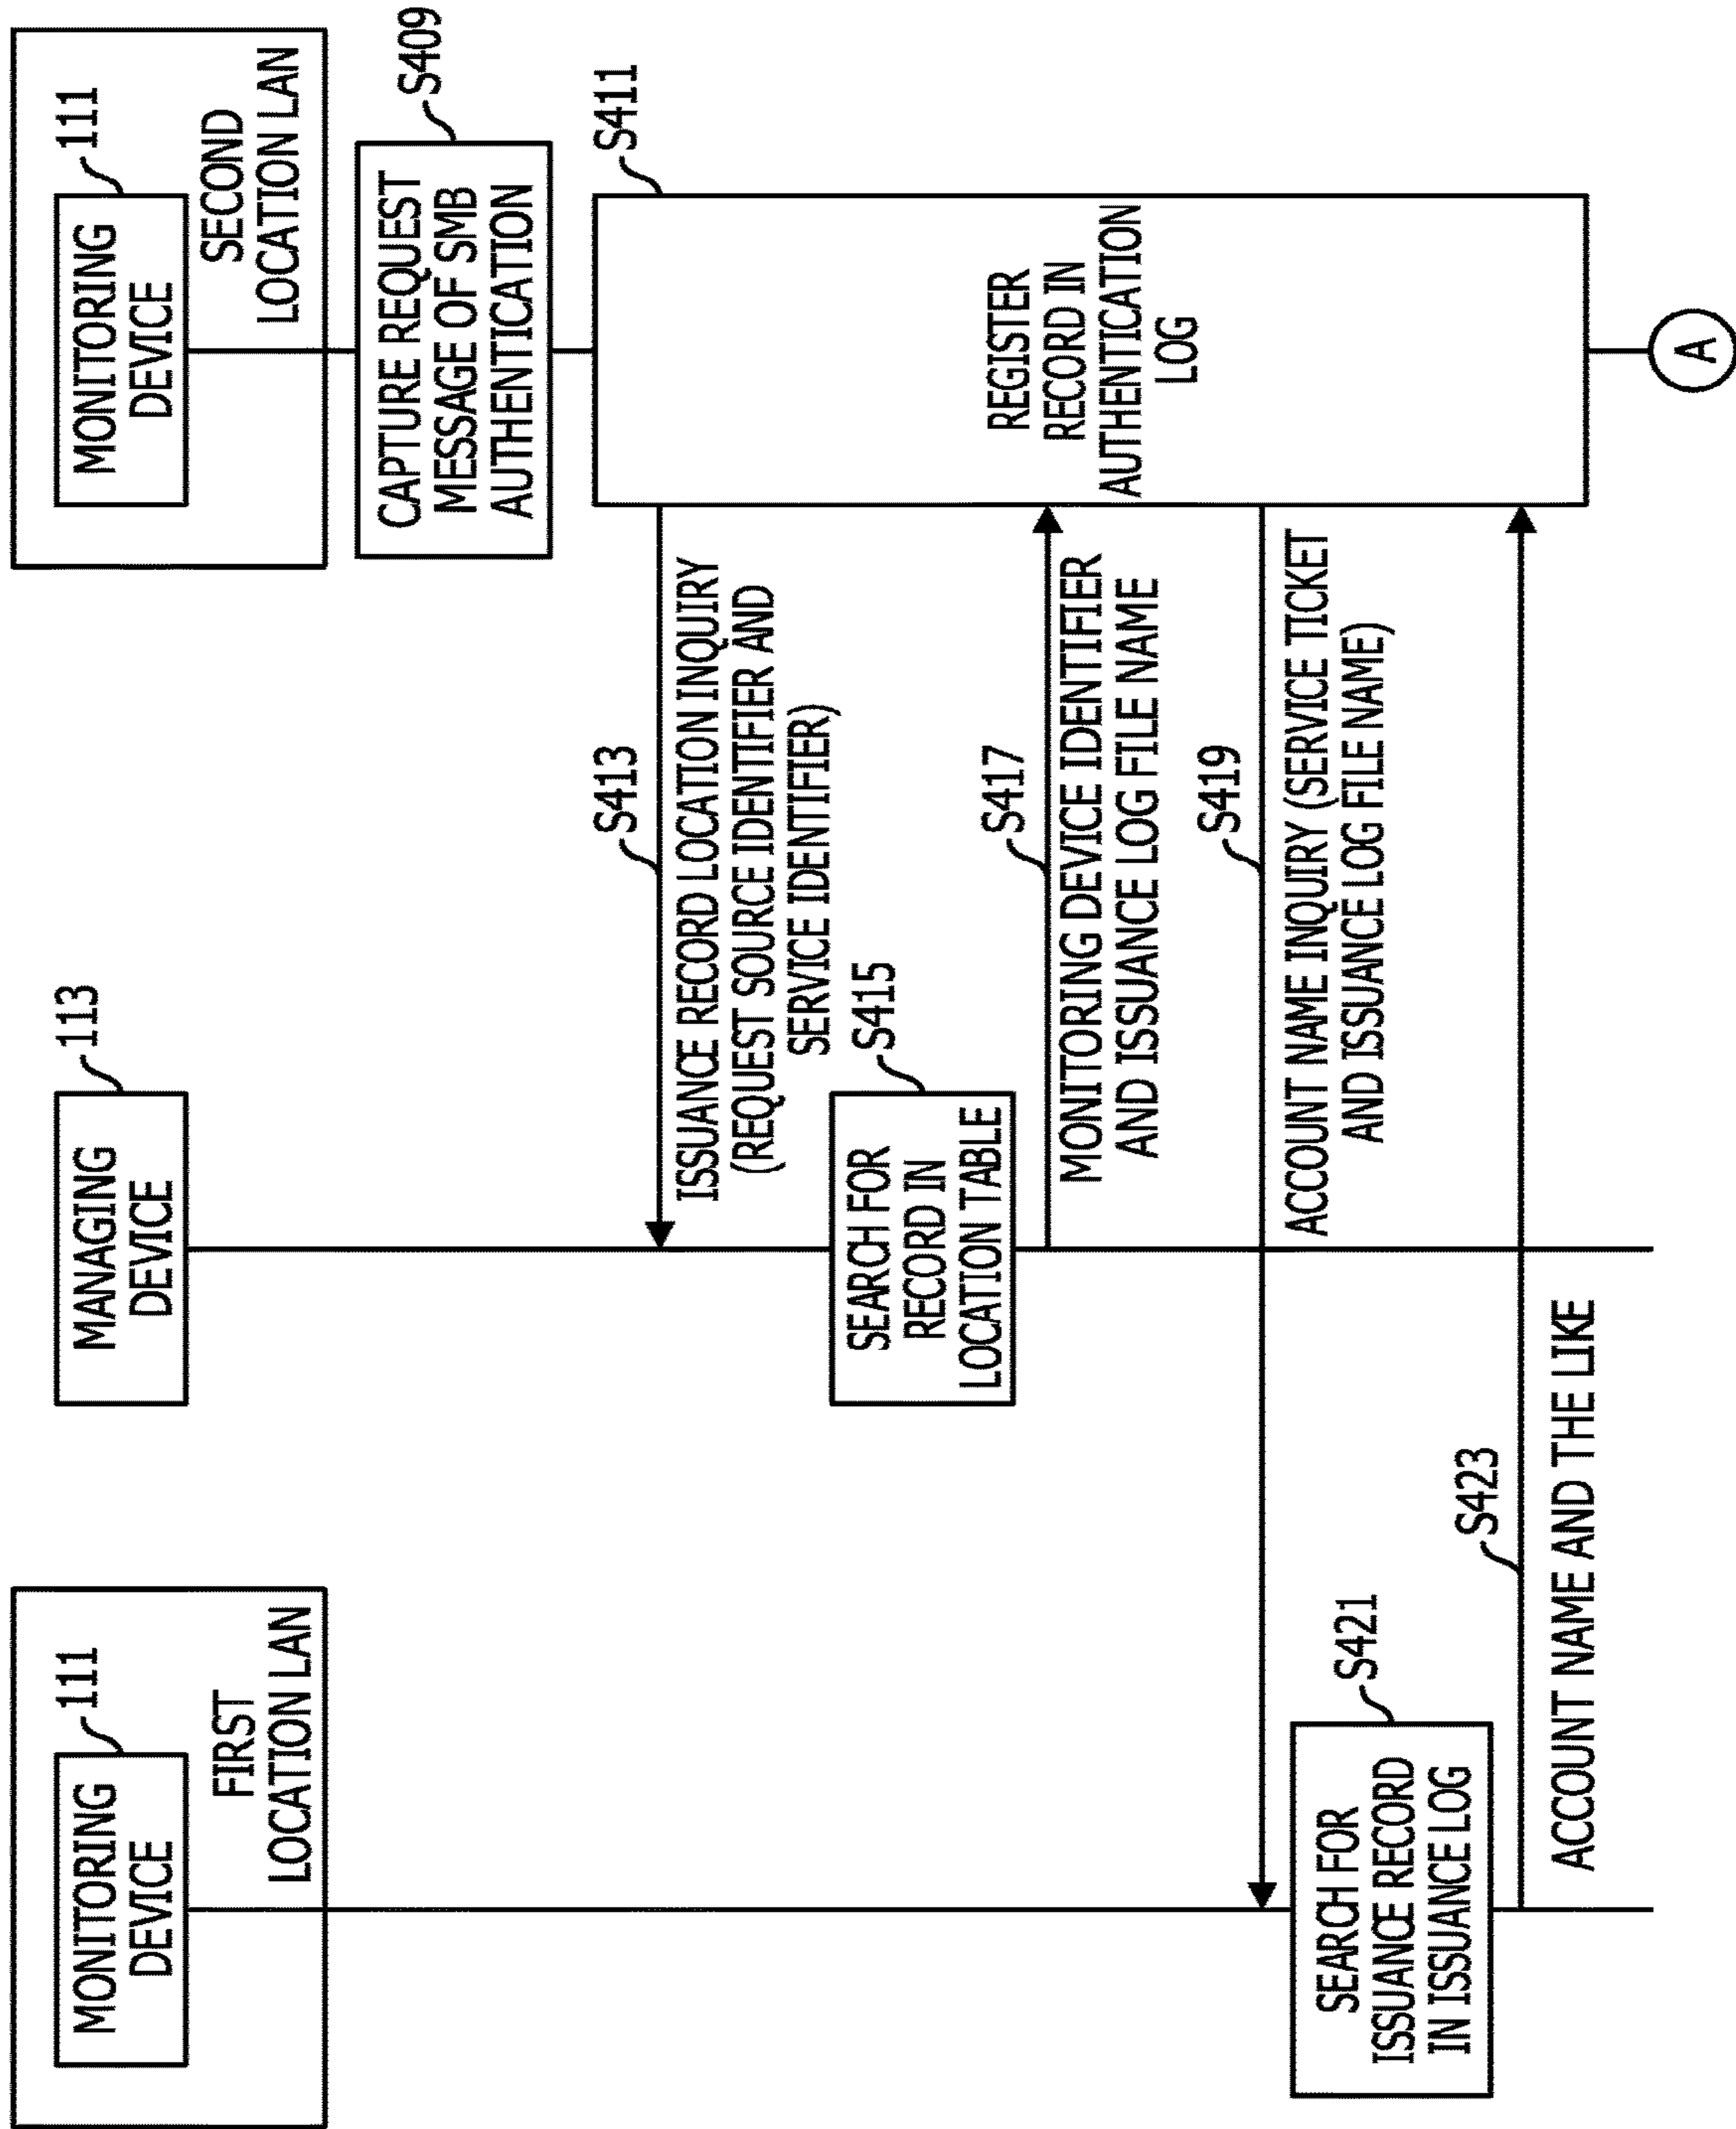 111
MONITORING
DEVICE
FIRST
LOCATION LAN
113
MANAGING
DEVICE
111
MONITORING
DEVICE
SECOND
LOCATION LAN
S409
CAPTURE REQUEST
MESSAGE OF SMB
AUTHENTICATION
S411
REGISTER
RECORD IN
AUTHENTICATION
LOG
S413
ISSUANCE RECORD LOCATION INQUIRY
(REQUEST SOURCE IDENTIFIER AND
SERVICE IDENTIFIER)
S415
SEARCH FOR
RECORD IN
LOCATION TABLE
S417
MONITORING DEVICE IDENTIFIER
AND ISSUANCE LOG FILE NAME
S419
ACCOUNT NAME INQUIRY (SERVICE TICKET
AND ISSUANCE LOG FILE NAME)
S421
SEARCH FOR
ISSUANCE RECORD
IN ISSUANCE LOG
S423
ACCOUNT NAME AND THE LIKE
A